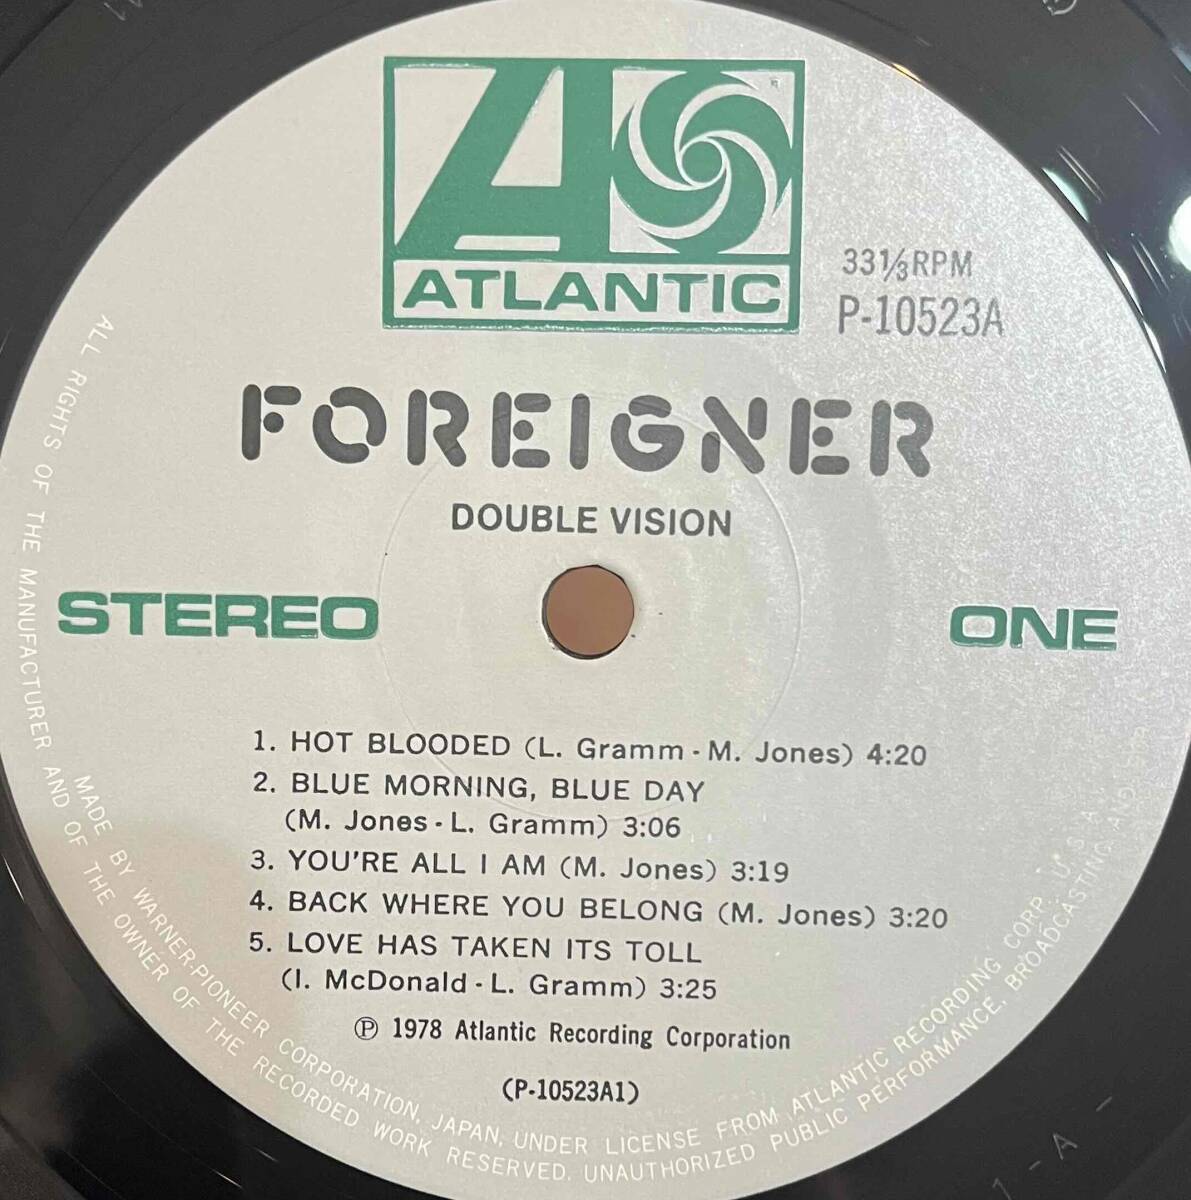 ATLANTIC
33⅓RPM
P-10523A
FOREIGNER
DOUBLE VISION
STEREO
ONE
1. HOT BLOODED (L. Gramm - M. Jones) 4:20
2. BLUE MORNING, BLUE DAY
(M. Jones - L. Gramm) 3:06
3. YOU'RE ALL I AM (M. Jones) 3:19
4. BACK WHERE YOU BELONG (M. Jones) 3:20
5. LOVE HAS TAKEN ITS TOLL
(I. McDonald - L. Gramm) 3:25
Ⓟ 1978 Atlantic Recording Corporation
(P-10523A1)
MADE BY WARNER-PIONEER CORPORATION, JAPAN, UNDER LICENSE FROM ATLANTIC RECORDING CORP., U.S.A.
ALL RIGHTS OF THE MANUFACTURER AND OF THE OWNER OF THE RECORDED WORK RESERVED. UNAUTHORIZED PUBLIC PERFORMANCE, BROADCASTING AND
1 - A -